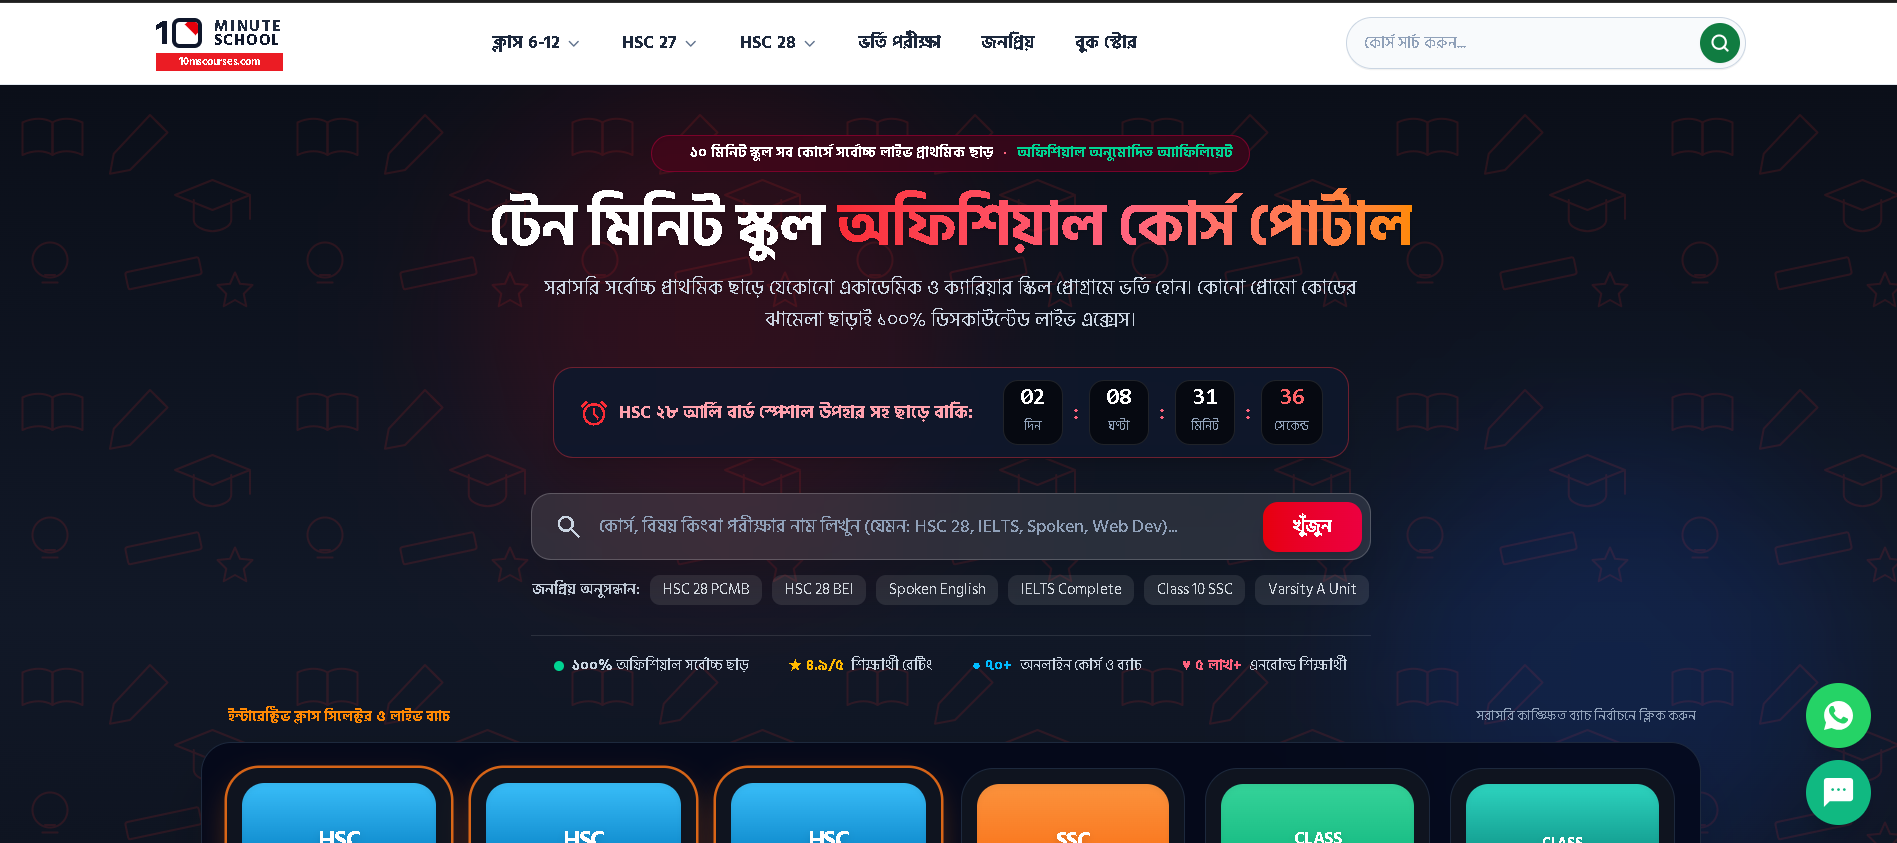 10 MINUTE SCHOOL
10mscourses.com
ক্লাস 6-12
HSC 27
HSC 28
ভর্তি পরীক্ষা
জনপ্রিয়
বুক স্টোর
কোর্স সার্চ করুন...
১০ মিনিট স্কুল সব কোর্সে সর্বোচ্চ লাইভ প্রাথমিক ছাড় · অফিশিয়াল অনুমোদিত অ্যাফিলিয়েট
টেন মিনিট স্কুল অফিশিয়াল কোর্স পোর্টাল
সরাসরি সর্বোচ্চ প্রাথমিক ছাড়ে যেকোনো একাডেমিক ও ক্যারিয়ার স্কিল প্রোগ্রামে ভর্তি হোন। কোনো প্রোমো কোডের
ঝামেলা ছাড়াই ১০০% ডিসকাউন্টেড লাইভ এক্সেস।
HSC ২৮ আর্লি বার্ড স্পেশাল উপহার সহ ছাড়ে বাকি:
02 : 08 : 31 : 36
দিন ঘণ্টা মিনিট সেকেন্ড
কোর্স, বিষয় কিংবা পরীক্ষার নাম লিখুন (যেমন: HSC 28, IELTS, Spoken, Web Dev)...
খুঁজুন
জনপ্রিয় অনুসন্ধান: HSC 28 PCMB HSC 28 BEI Spoken English IELTS Complete Class 10 SSC Varsity A Unit
১০০% অফিশিয়াল সর্বোচ্চ ছাড় ★ ৪.৯/৫ শিক্ষার্থী রেটিং ● ৭০+ অনলাইন কোর্স ও ব্যাচ ♥ ৫ লাখ+ এনরোল্ড শিক্ষার্থী
ইন্টারেক্টিভ ক্লাস সিলেক্টর ও লাইভ ব্যাচ
সরাসরি কাঙ্ক্ষিত ব্যাচ নির্বাচনে ক্লিক করুন
HSC
HSC
HSC
SSC
CLASS
CLASS